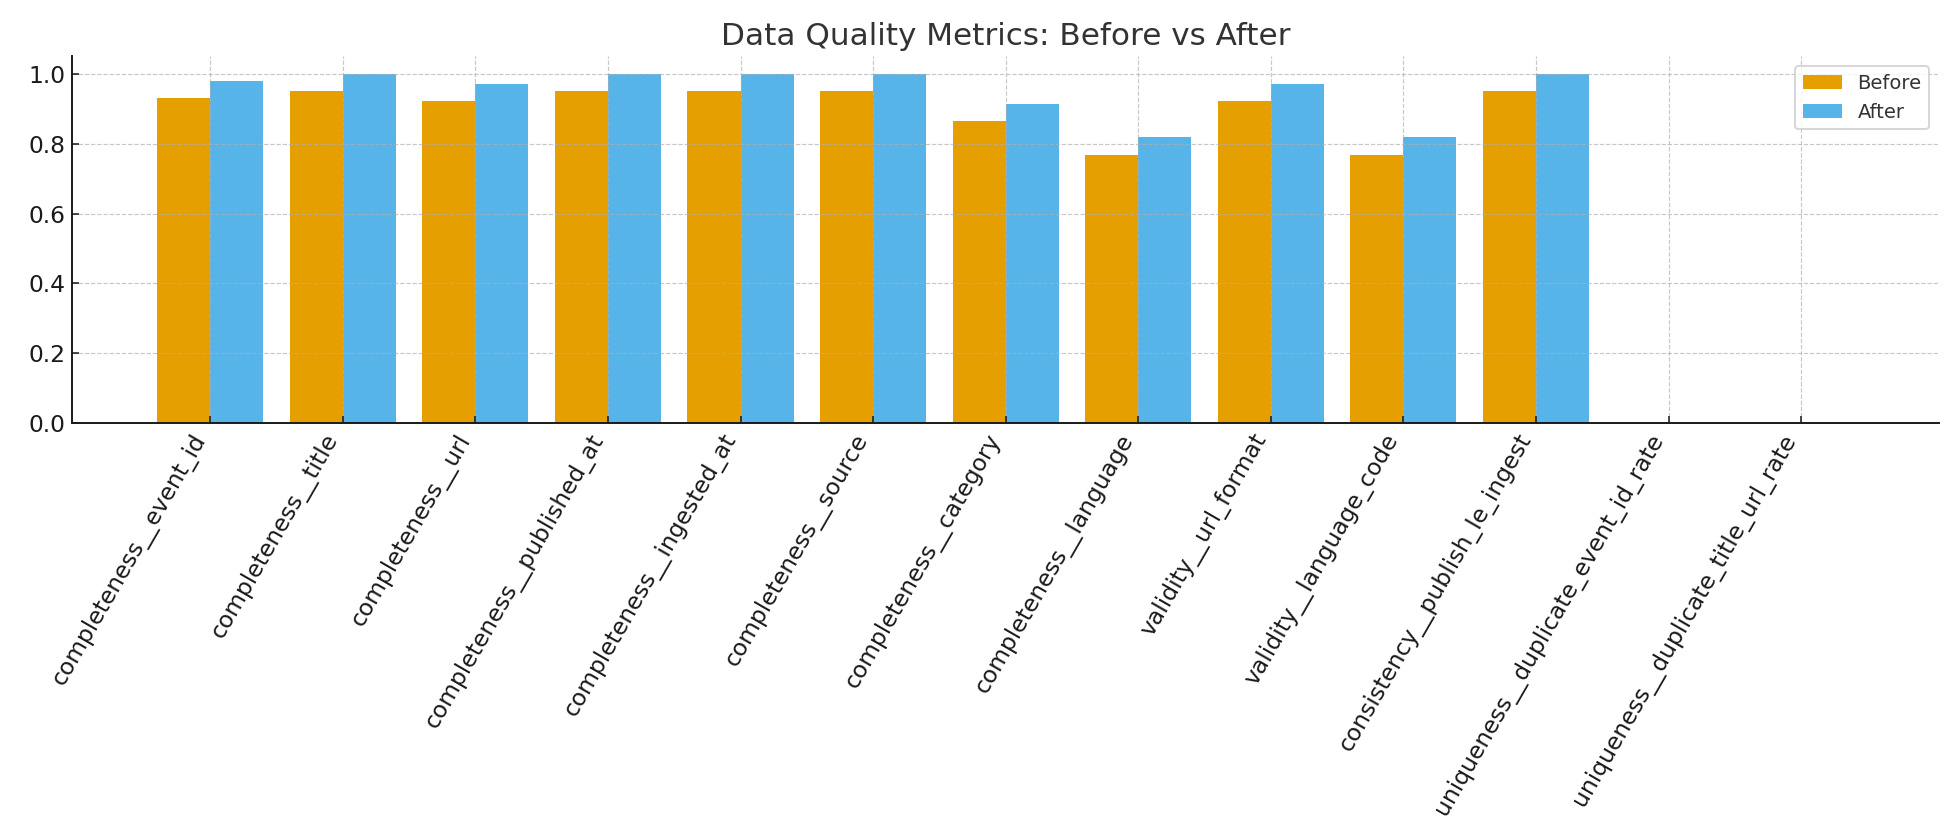 Data Quality Metrics: Before vs After
1.0
0.8
0.6
0.4
0.2
0.0
Before
After
completeness__event_id
completeness__title
completeness__url
completeness__published_at
completeness__ingested_at
completeness__source
completeness__category
completeness__language
validity__url_format
validity__language_code
consistency__publish_le_ingest
uniqueness__duplicate_event_id_rate
uniqueness__duplicate_title_url_rate